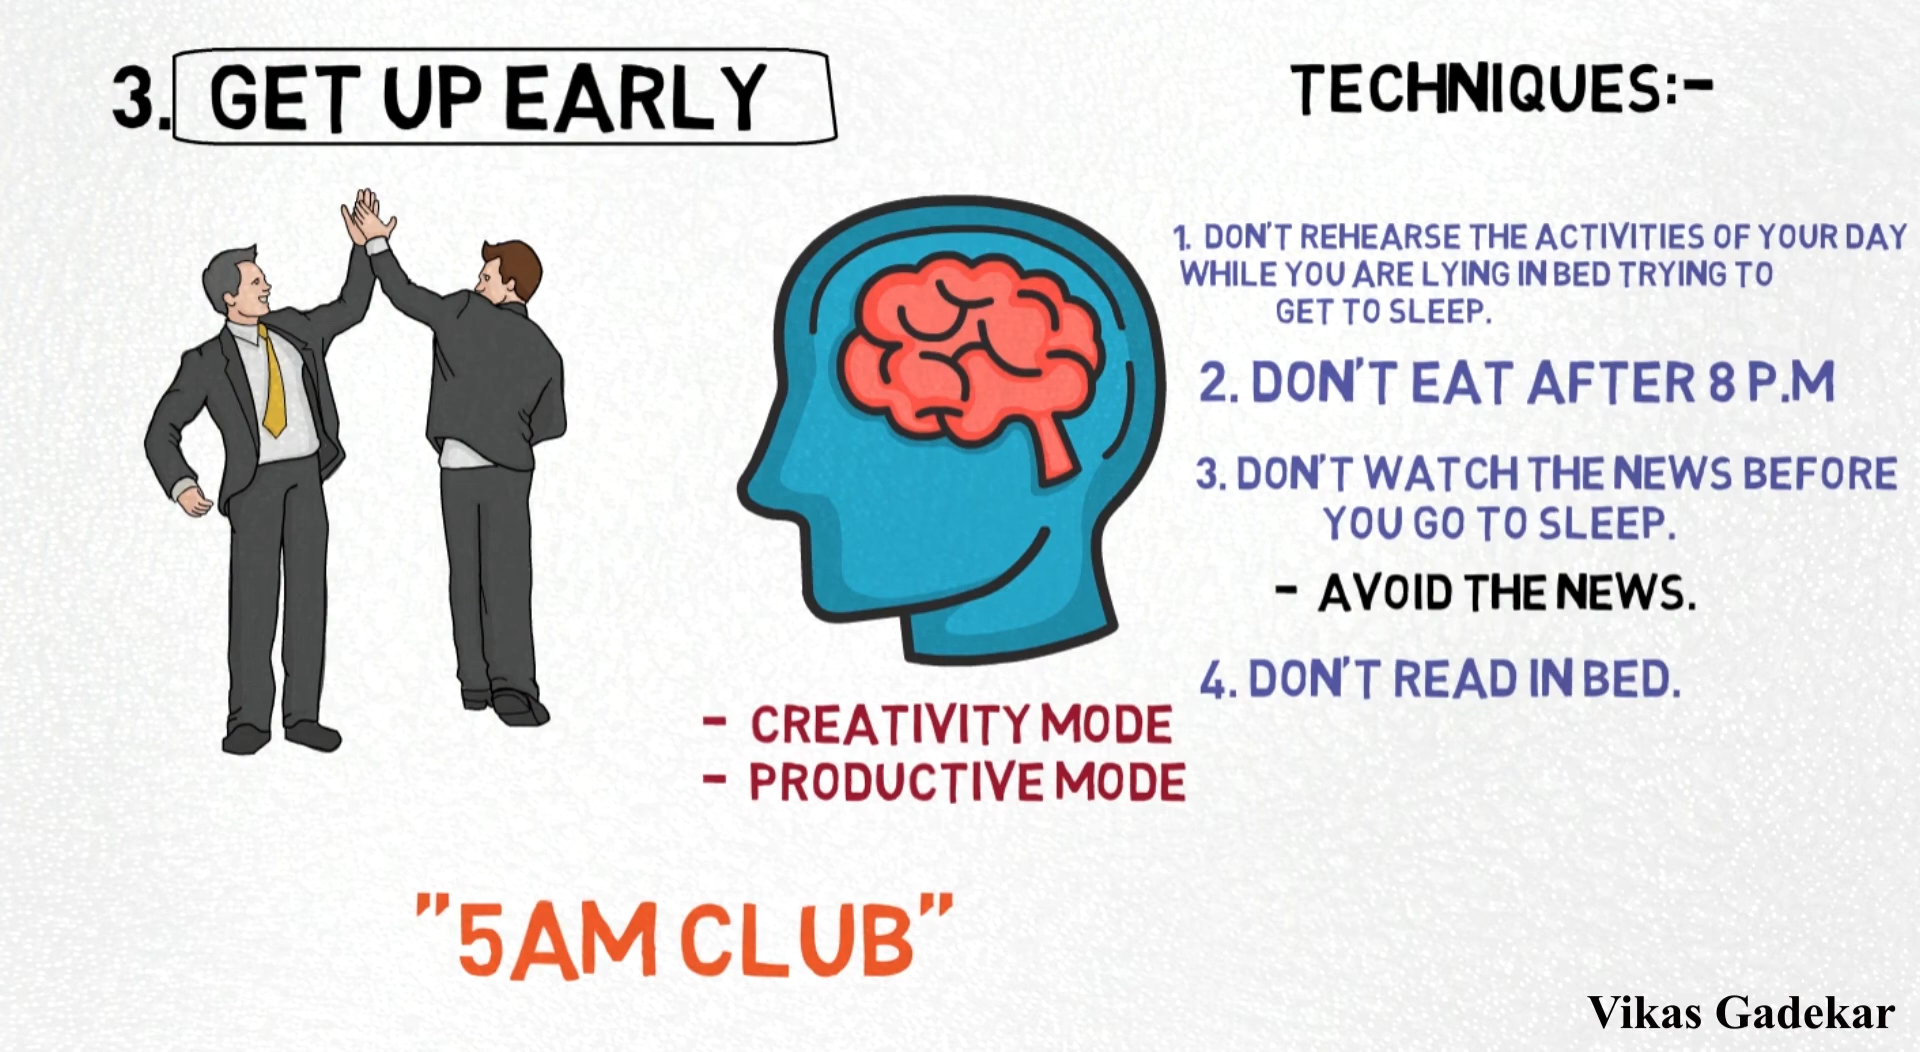 3. GET UP EARLY
TECHNIQUES:-
1. DON'T REHEARSE THE ACTIVITIES OF YOUR DAY
WHILE YOU ARE LYING IN BED TRYING TO
GET TO SLEEP.
2. DON'T EAT AFTER 8 P.M
3. DON'T WATCH THE NEWS BEFORE
YOU GO TO SLEEP.
- AVOID THE NEWS.
4. DON'T READ IN BED.
- CREATIVITY MODE
- PRODUCTIVE MODE
"5AM CLUB"
Vikas Gadekar